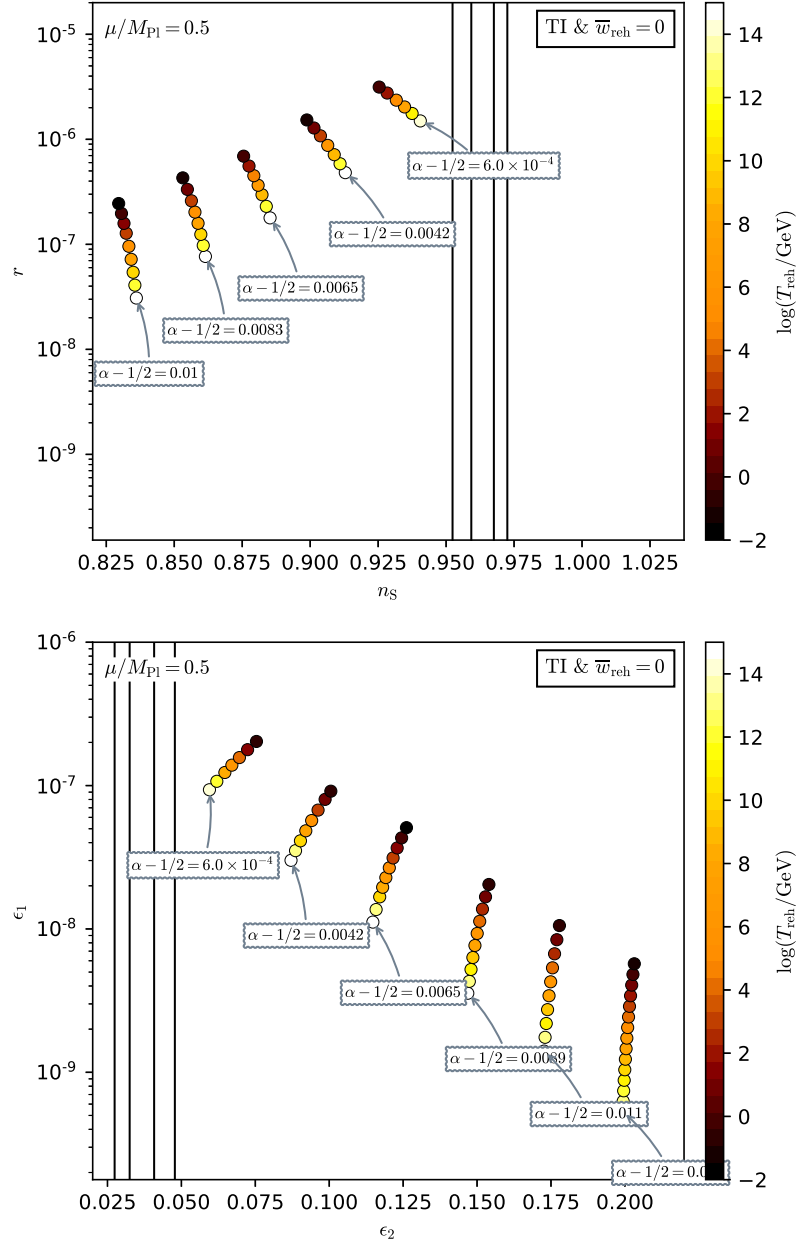 μ/M_Pl = 0.5
TI & w̅_reh = 0
10⁻⁵
10⁻⁶
10⁻⁷
10⁻⁸
10⁻⁹
r
α − 1/2 = 6.0 × 10⁻⁴
α − 1/2 = 0.0042
α − 1/2 = 0.0065
α − 1/2 = 0.0083
α − 1/2 = 0.01
0.825 0.850 0.875 0.900 0.925 0.950 0.975 1.000 1.025
n_S
14
12
10
8
6
4
2
0
−2
log(T_reh/GeV)
μ/M_Pl = 0.5
TI & w̅_reh = 0
10⁻⁶
10⁻⁷
10⁻⁸
10⁻⁹
ϵ₁
α − 1/2 = 6.0 × 10⁻⁴
α − 1/2 = 0.0042
α − 1/2 = 0.0065
α − 1/2 = 0.0089
α − 1/2 = 0.011
α − 1/2 = 0.0
0.025 0.050 0.075 0.100 0.125 0.150 0.175 0.200
ϵ₂
14
12
10
8
6
4
2
0
−2
log(T_reh/GeV)